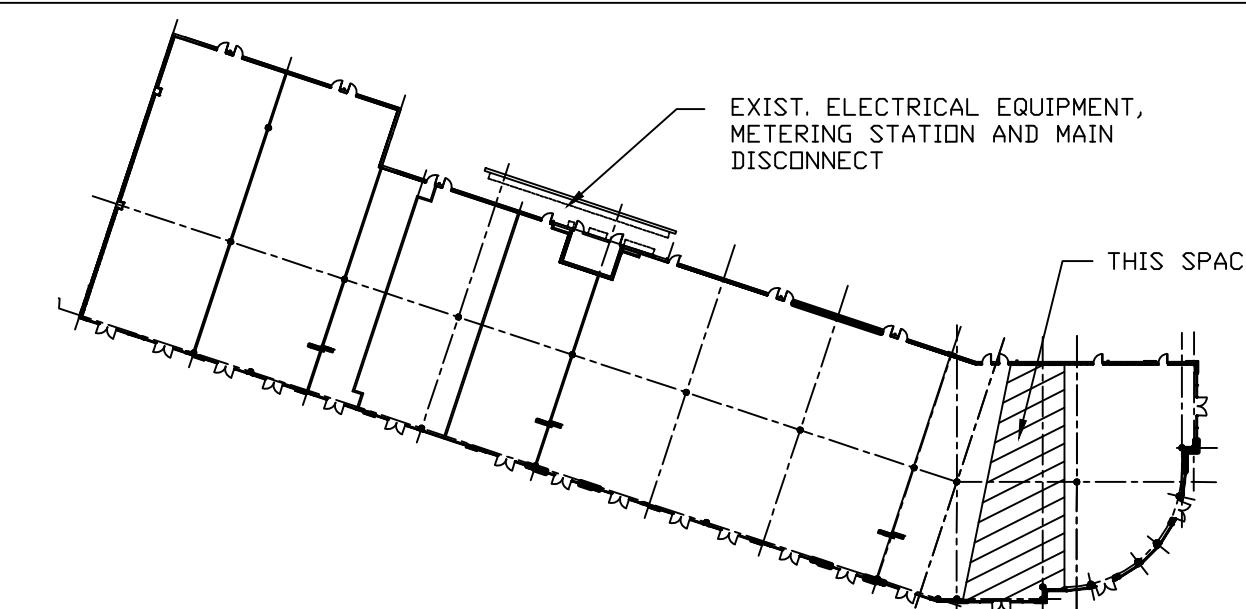 EXIST. ELECTRICAL EQUIPMENT,
METERING STATION AND MAIN
DISCONNECT
THIS SPAC